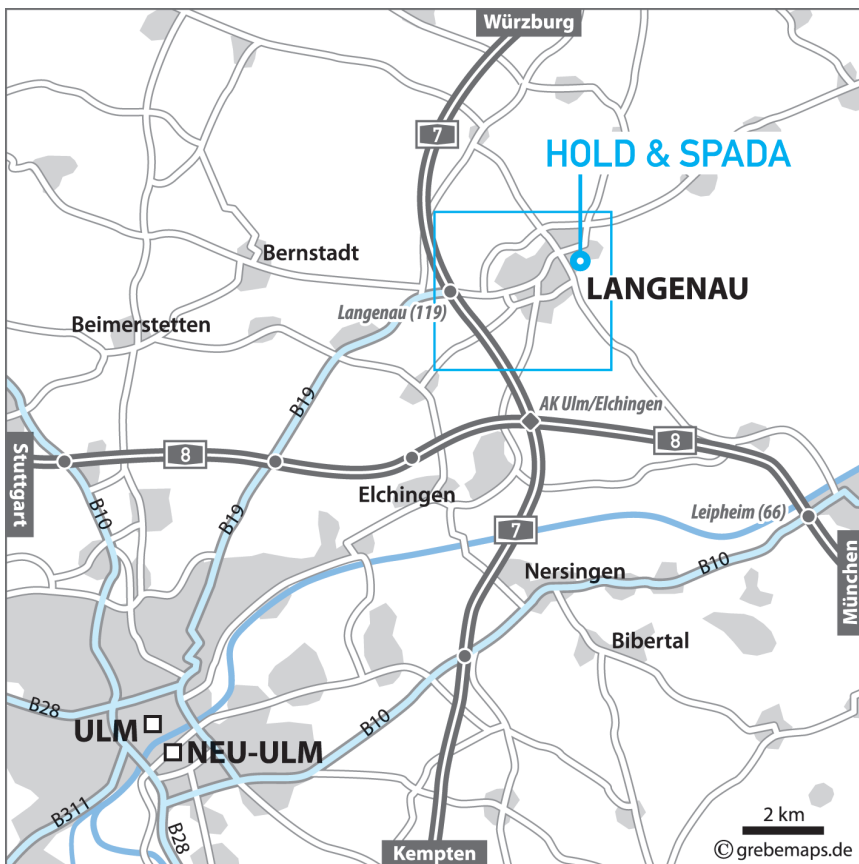 Würzburg
7
HOLD & SPADA
Bernstadt
LANGENAU
Langenau (119)
Beimerstetten
B19
AK Ulm/Elchingen
Stuttgart
8
8
Elchingen
B10
B19
Leipheim (66)
7
B10
Nersingen
München
Bibertal
B28
ULM
B10
NEU-ULM
B311
B28
2 km
Kempten
© grebemaps.de